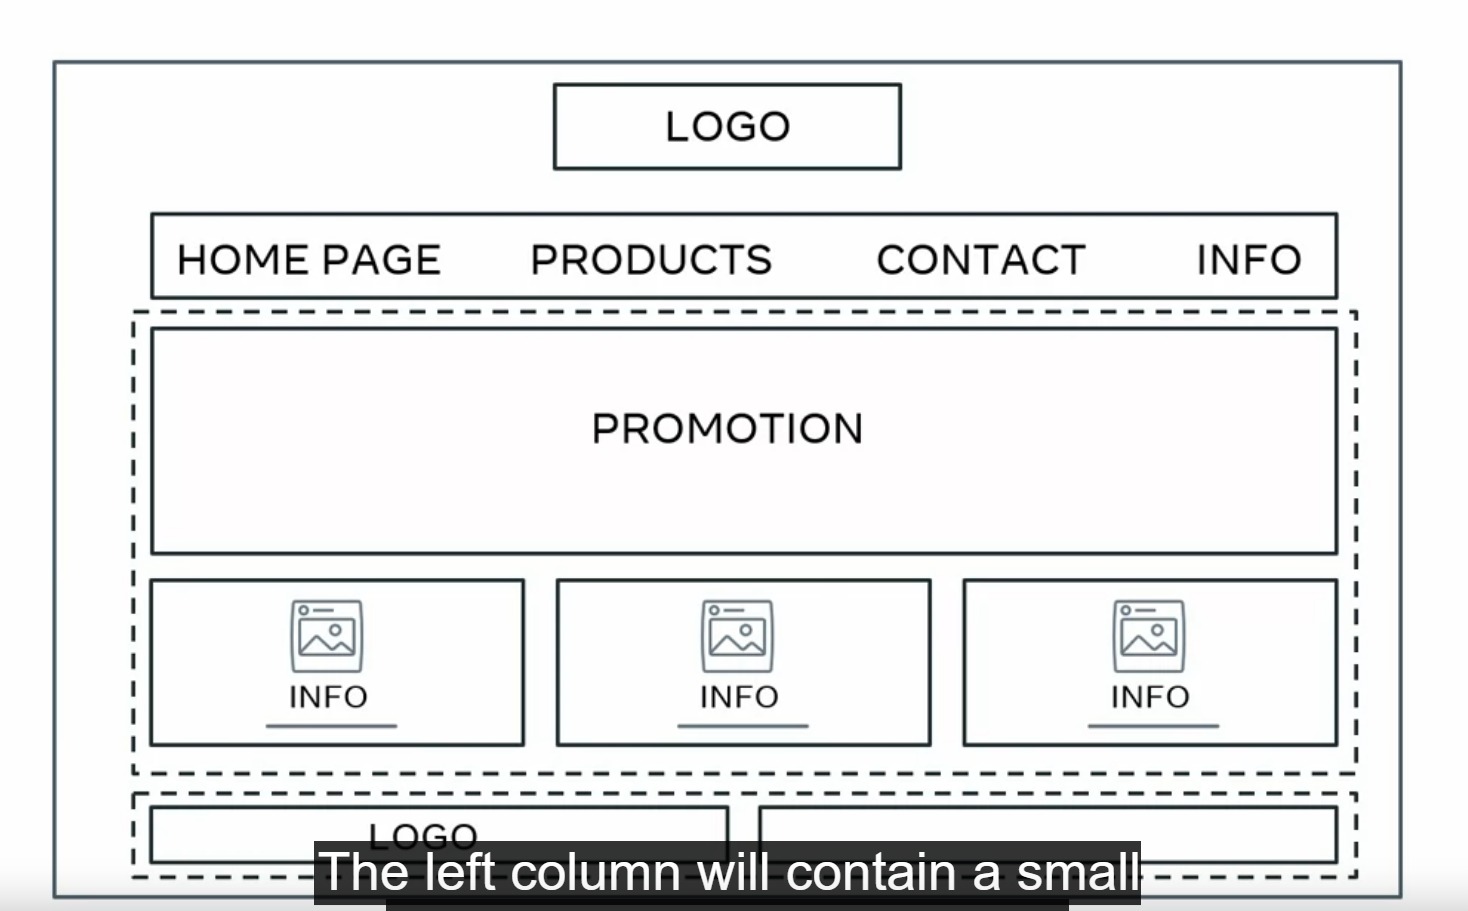 LOGO
HOME PAGE PRODUCTS CONTACT INFO
PROMOTION
INFO INFO INFO
LOGO
The left column will contain a small